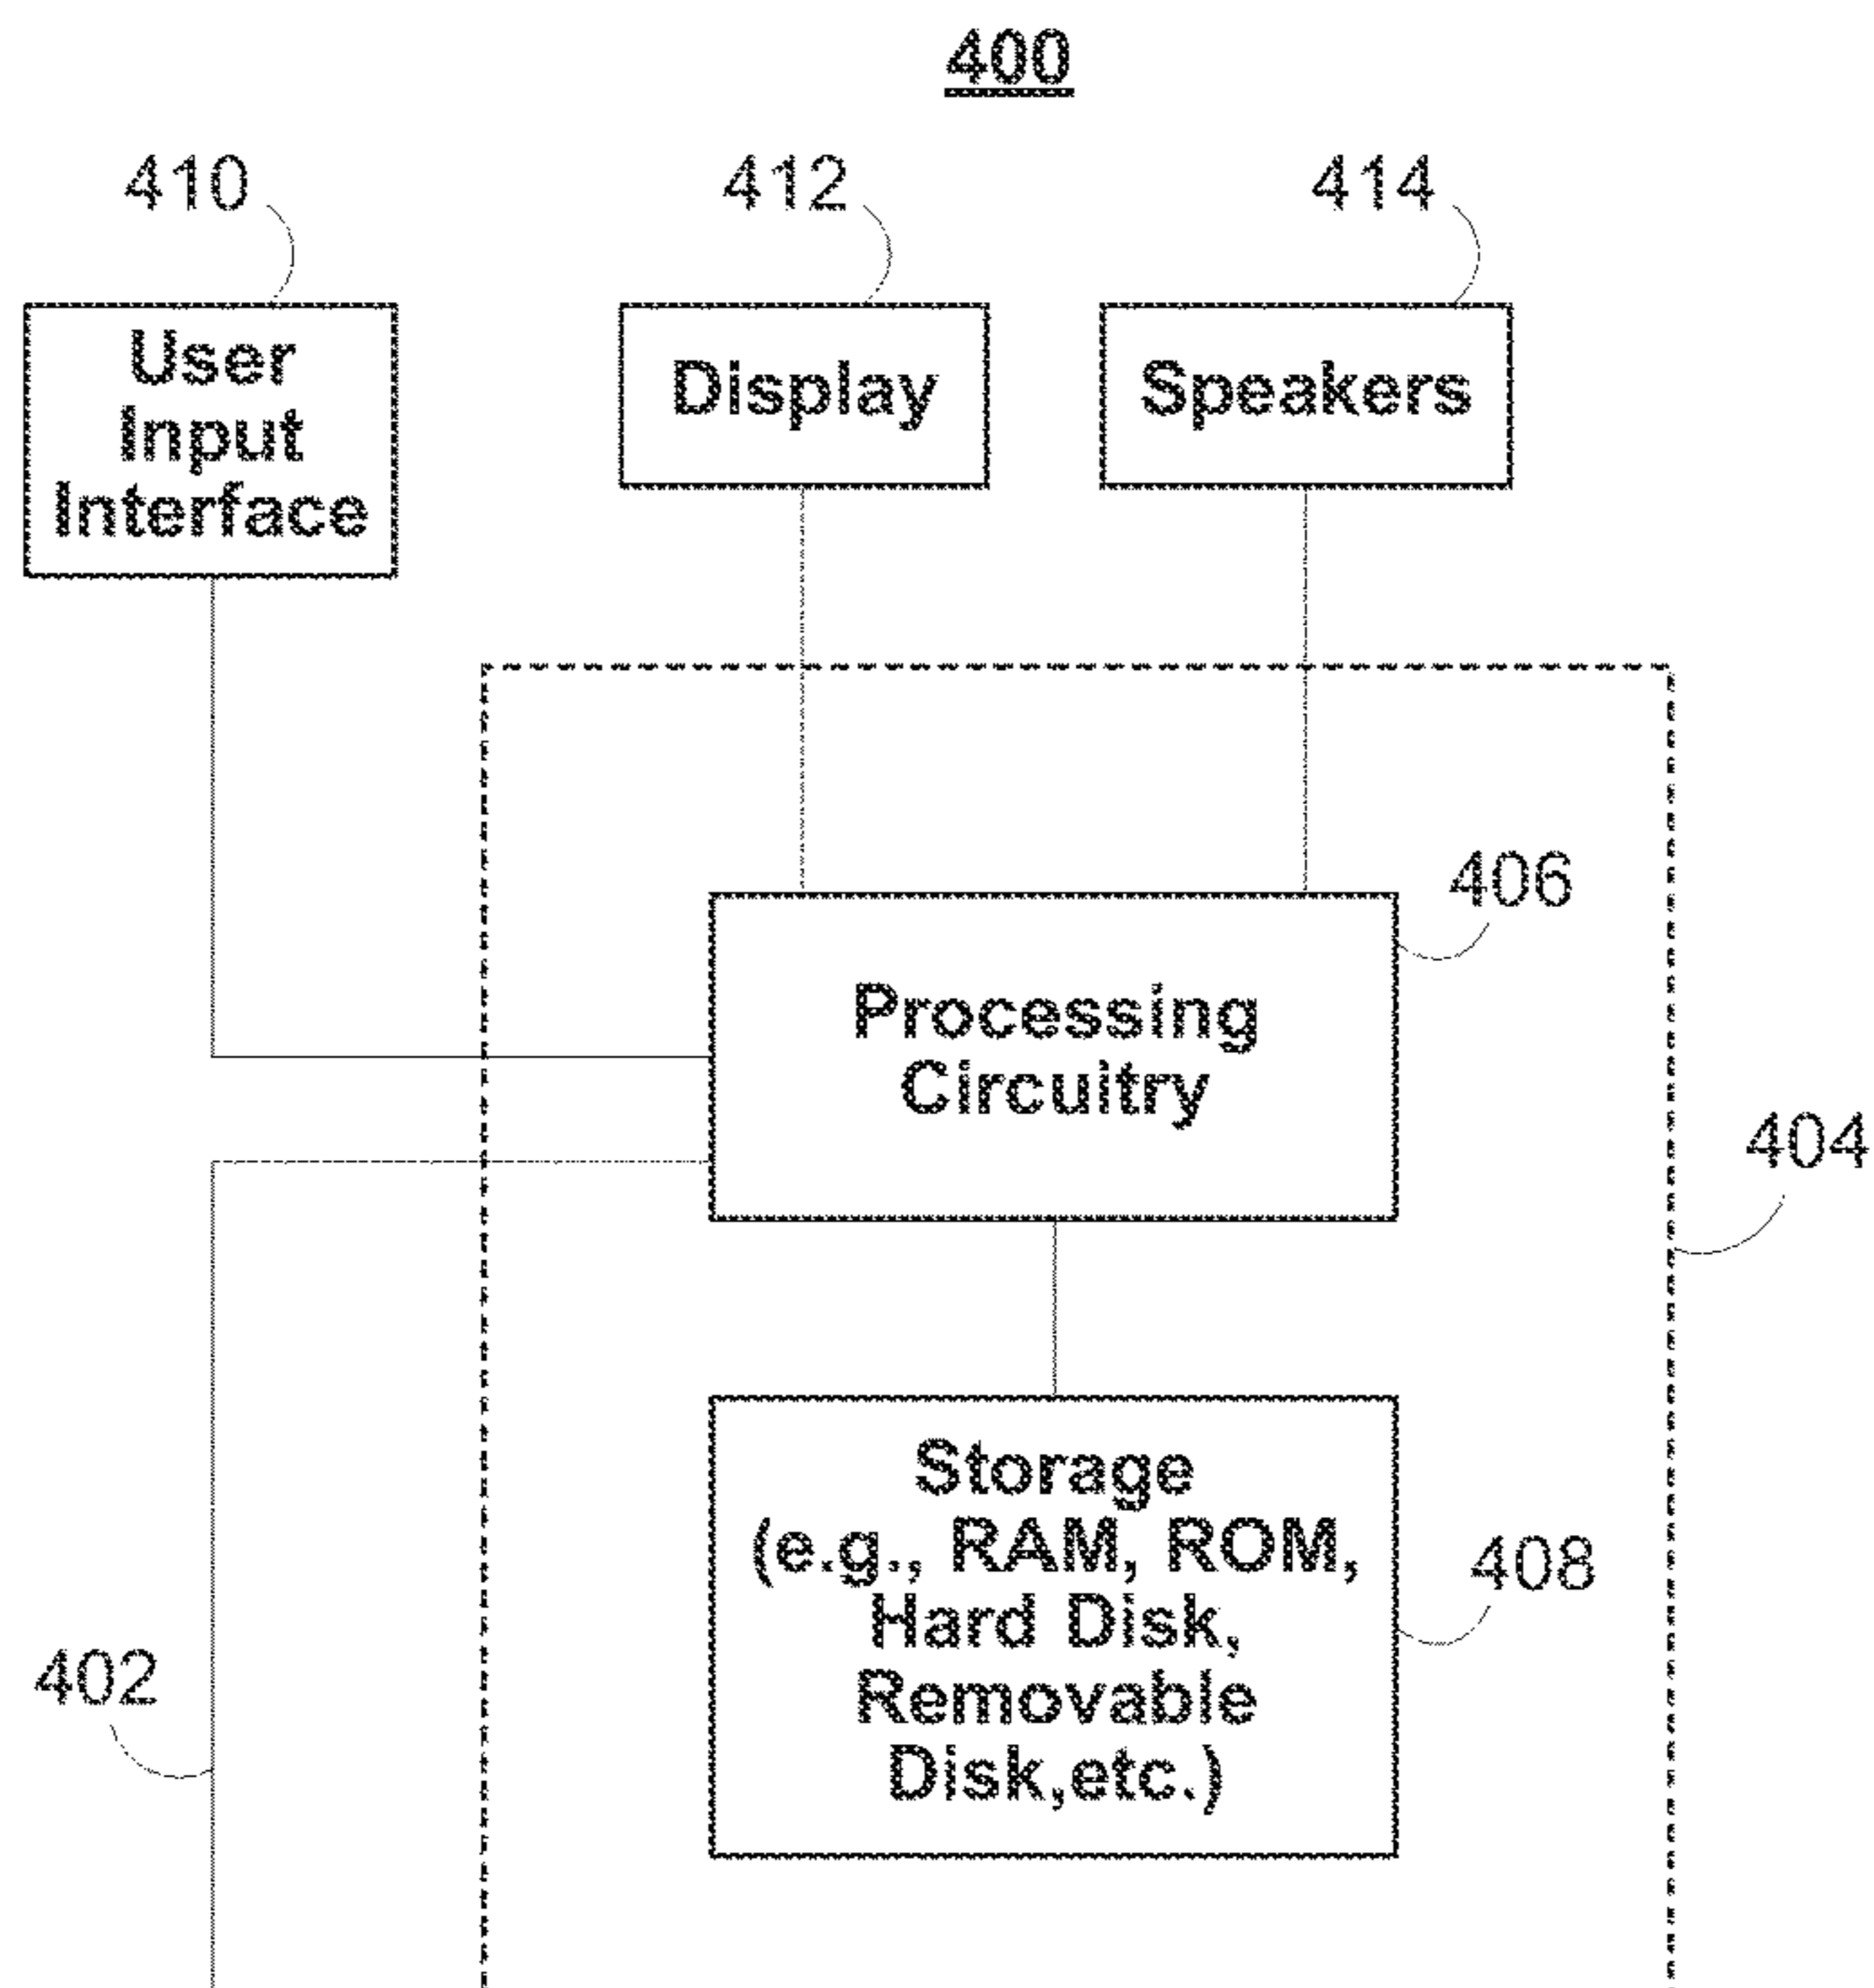 400
410
412
414
User
Input
Interface
Display
Speakers
406
Processing
Circuitry
404
Storage
(e.g., RAM, ROM,
Hard Disk,
Removable
Disk,etc.)
408
402